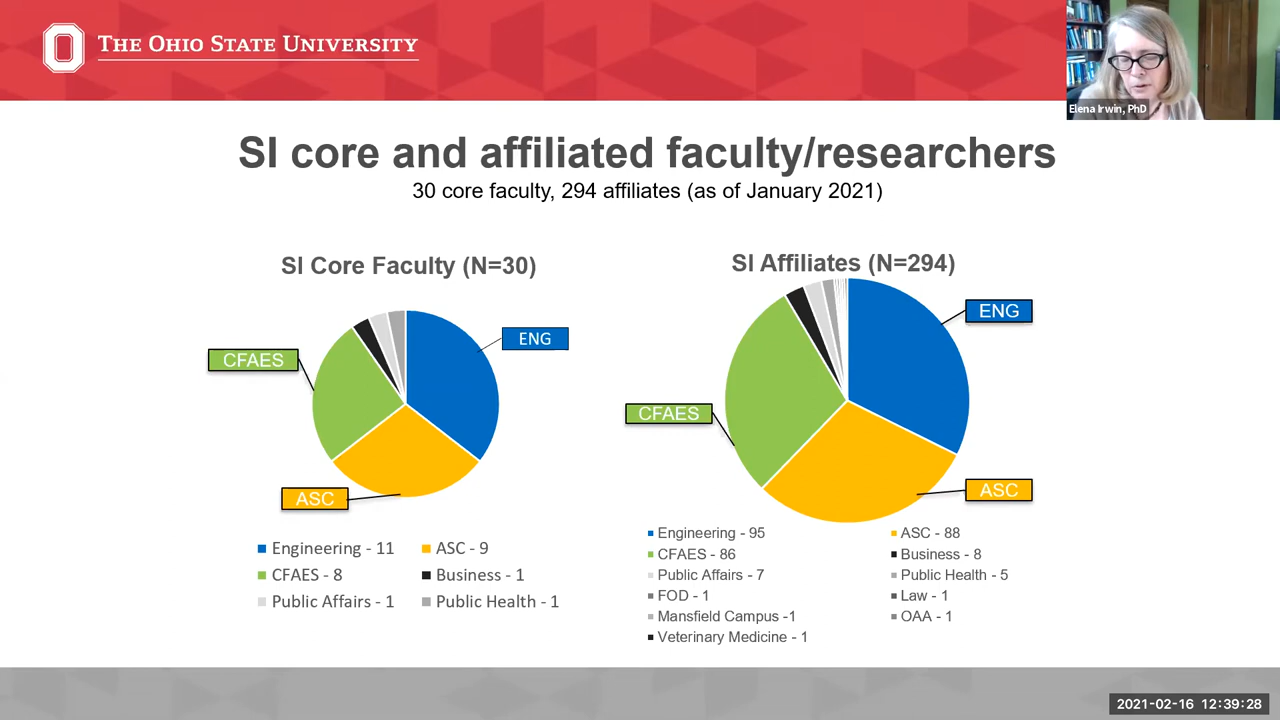 THE OHIO STATE UNIVERSITY
Elena Irwin, PhD
SI core and affiliated faculty/researchers
30 core faculty, 294 affiliates (as of January 2021)
SI Core Faculty (N=30)
ENG
CFAES
ASC
Engineering - 11
ASC - 9
CFAES - 8
Business - 1
Public Affairs - 1
Public Health - 1
SI Affiliates (N=294)
ENG
CFAES
ASC
Engineering - 95
ASC - 88
CFAES - 86
Business - 8
Public Affairs - 7
Public Health - 5
FOD - 1
Law - 1
Mansfield Campus -1
OAA - 1
Veterinary Medicine - 1
2021-02-16 12:39:28